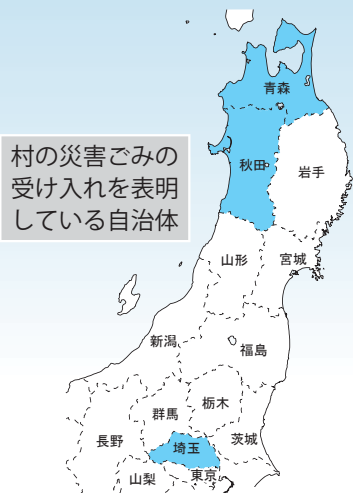 青森
秋田
岩手
村の災害ごみの
受け入れを表明
している自治体
山形
宮城
新潟
福島
栃木
群馬
茨城
長野
埼玉
東京
山梨